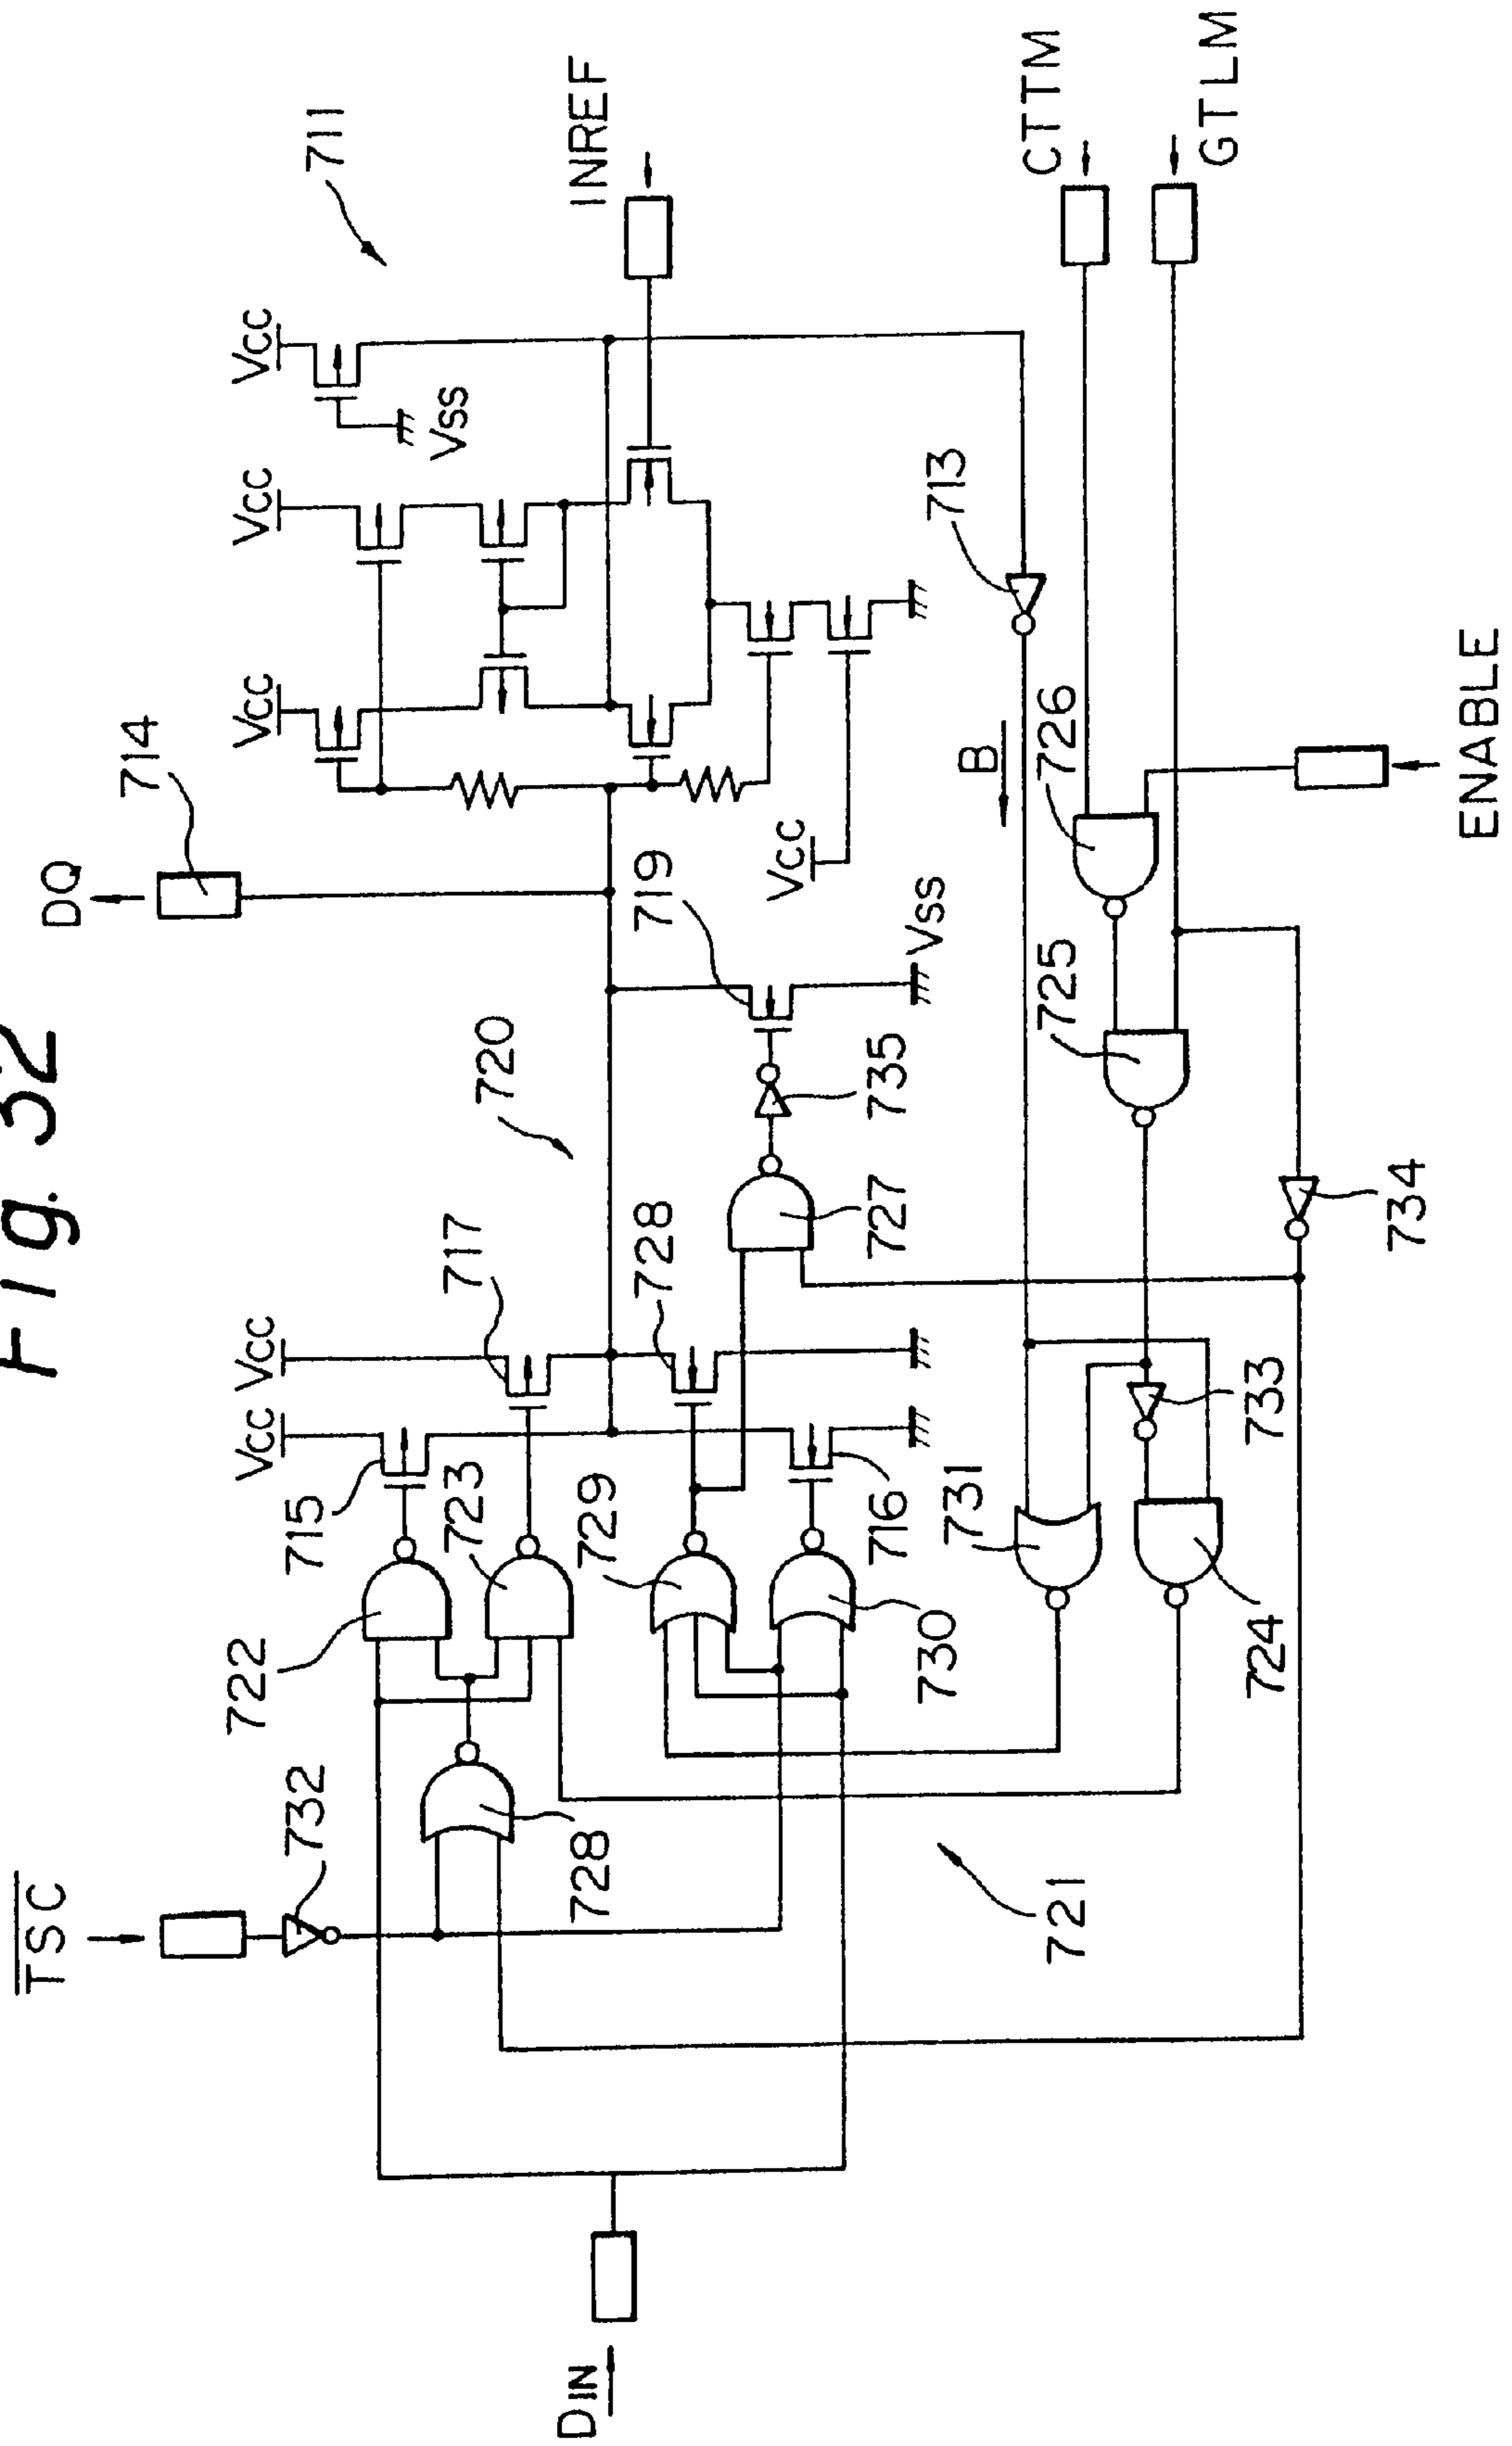 Fig. 32
TSC
732
722
715
VCC
VCC
717
723
728
720
DQ
714
VCC
VCC
VCC
VSS
711
INREF
DIN
728
729
730
716
719
727
735
VSS
VCC
713
B
721
731
724
733
734
725
726
CTTM
GTLM
ENABLE